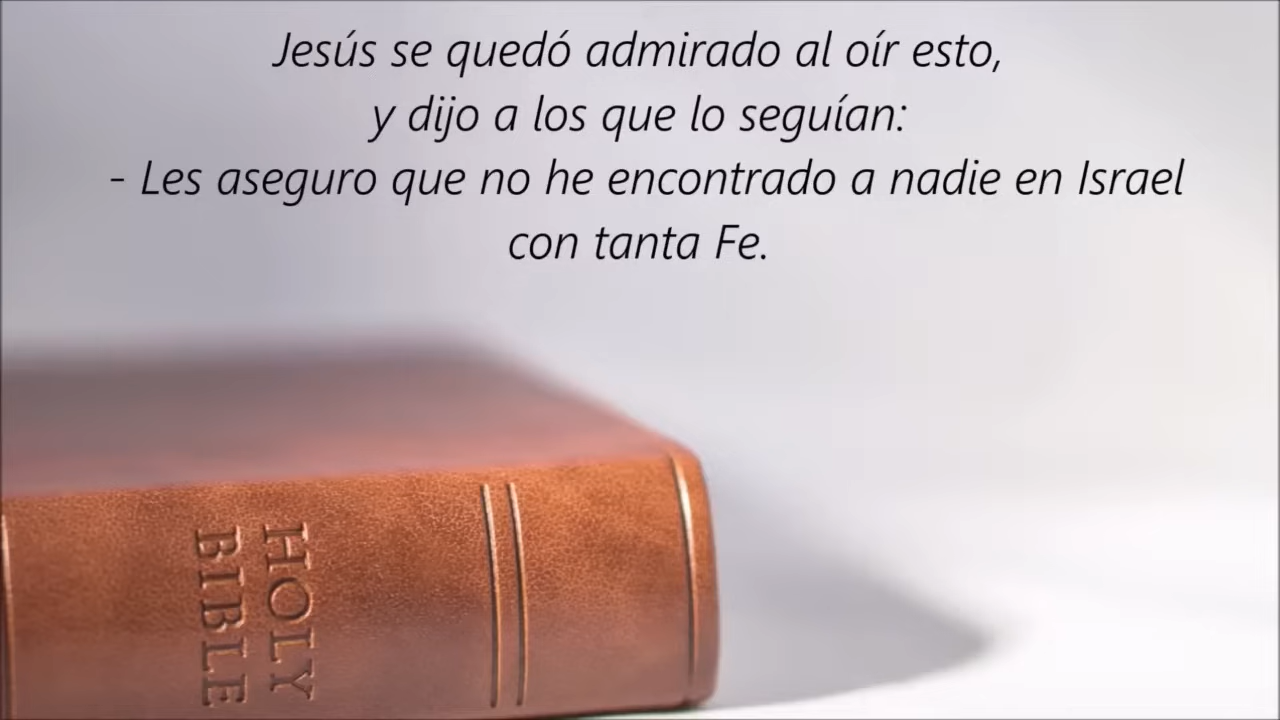 Jesús se quedó admirado al oír esto,
y dijo a los que lo seguían:
- Les aseguro que no he encontrado a nadie en Israel
con tanta Fe.
HOLY
BIBLE